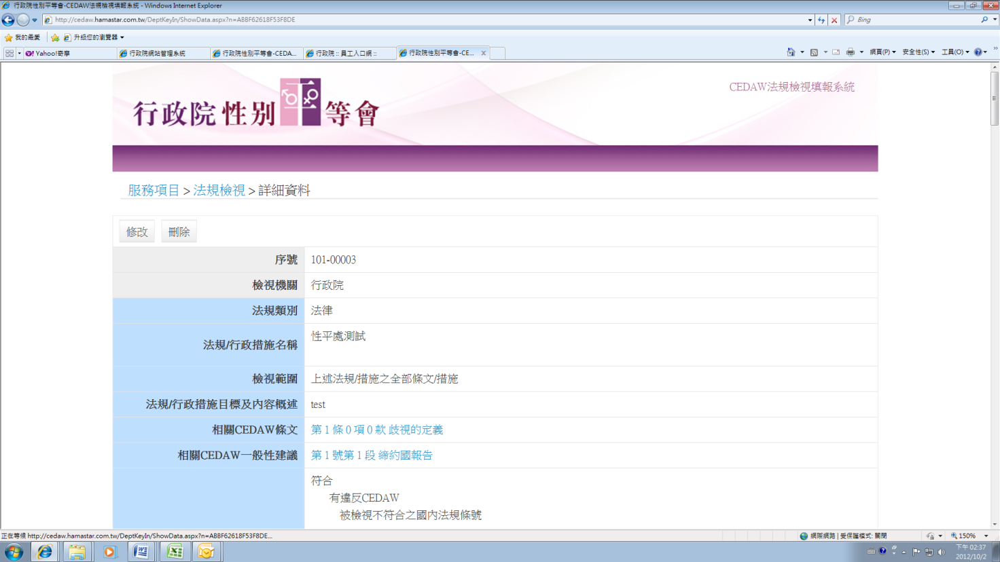 行政院性別平等會-CEDAW法規檢視填報系統 - Windows Internet Explorer
http://cedaw.hamastar.com.tw/DeptKeyIn/ShowData.aspx?n=ABBF62618F53F8DE
Bing
我的最愛 升級您的瀏覽器
Yahoo!奇摩 行政院網站管理系統 行政院性別平等會-CEDA... 行政院 :: 員工入口網 :: 行政院性別平等會-CE... 網頁(P) 安全性(S) 工具(O)
CEDAW法規檢視填報系統
行政院性別平等會
服務項目 > 法規檢視 > 詳細資料
修改 刪除
序號 101-00003
檢視機關 行政院
法規類別 法律
法規/行政措施名稱 性平處測試
檢視範圍 上述法規/措施之全部條文/措施
法規/行政措施目標及內容概述 test
相關CEDAW條文 第 1 條 0 項 0 款 歧視的定義
相關CEDAW一般性建議 第 1 號第 1 段 締約國報告
符合
有違反CEDAW
被檢視不符合之國內法規條號
正在等候 http://cedaw.hamastar.com.tw/DeptKeyIn/ShowData.aspx?n=ABBF62618F53F8DE... 網際網路 | 受保護模式: 關閉 150%
下午 02:37
2012/10/2